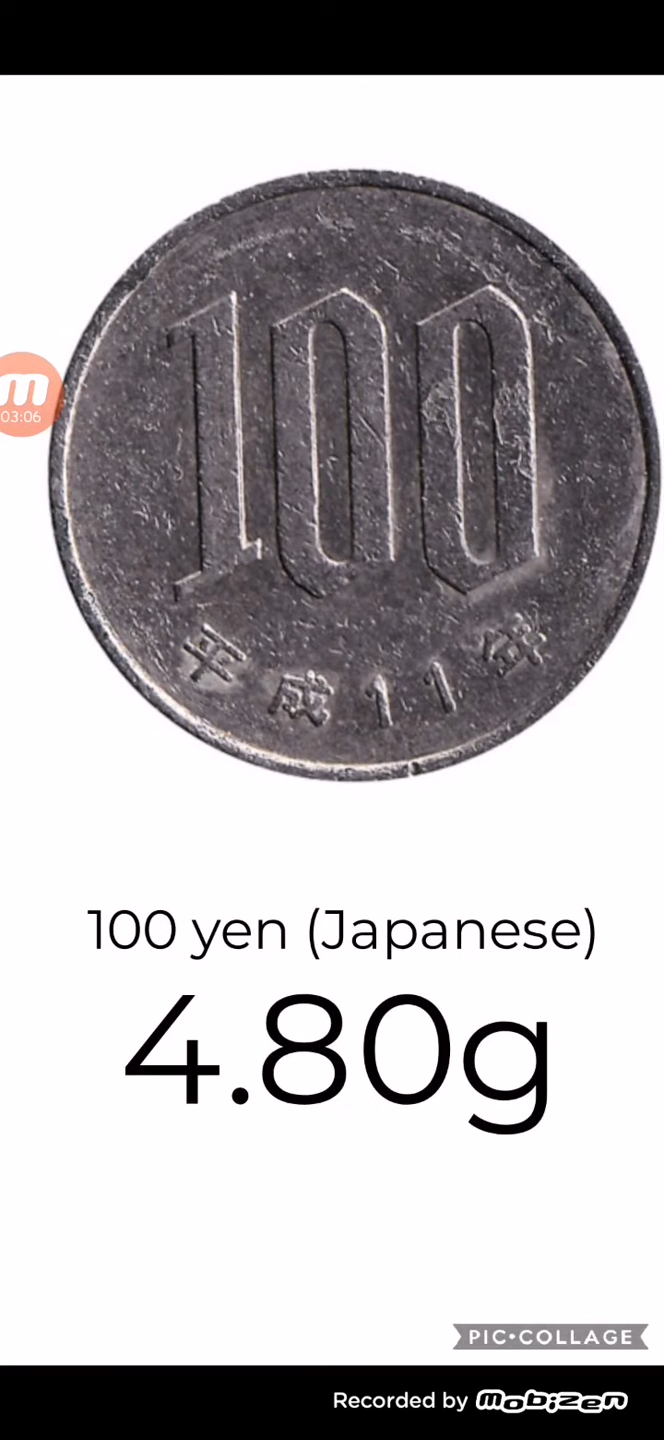 100
平成11年
03:06
100 yen (Japanese)
4.80g
PIC•COLLAGE
Recorded by mobizen